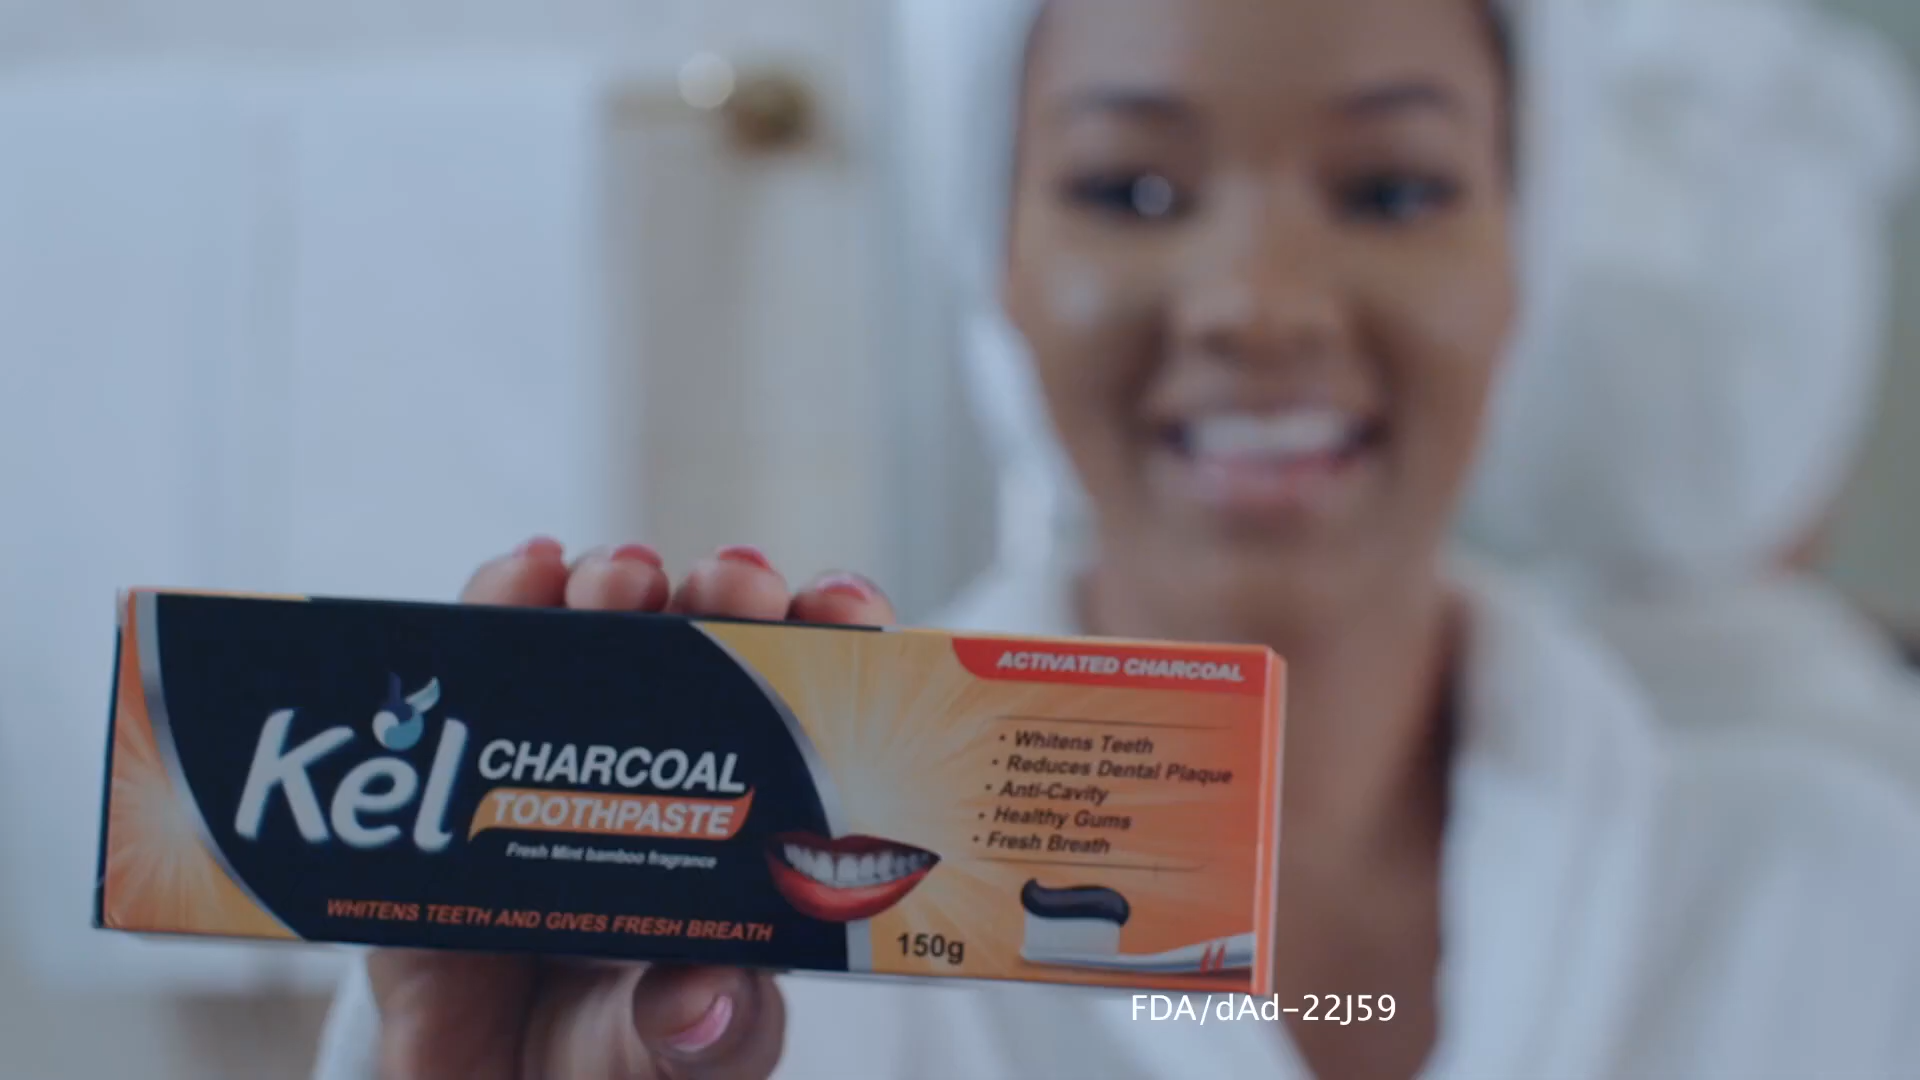 Kel
CHARCOAL
TOOTHPASTE
Fresh Mint bamboo fragrance
WHITENS TEETH AND GIVES FRESH BREATH
ACTIVATED CHARCOAL
• Whitens Teeth
• Reduces Dental Plaque
• Anti-Cavity
• Healthy Gums
• Fresh Breath
150g
FDA/dAd-22J59